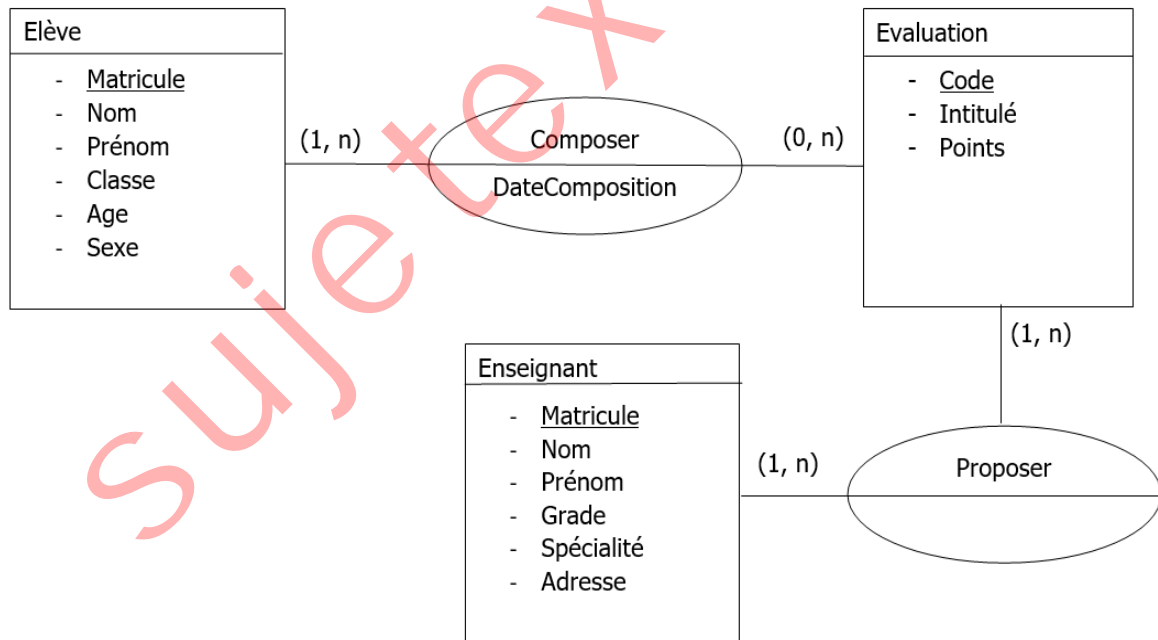 Elève
- Matricule
- Nom
- Prénom
- Classe
- Age
- Sexe
(1, n)
Composer
DateComposition
(0, n)
Evaluation
- Code
- Intitulé
- Points
(1, n)
Enseignant
- Matricule
- Nom
- Prénom
- Grade
- Spécialité
- Adresse
(1, n)
Proposer
sujetex